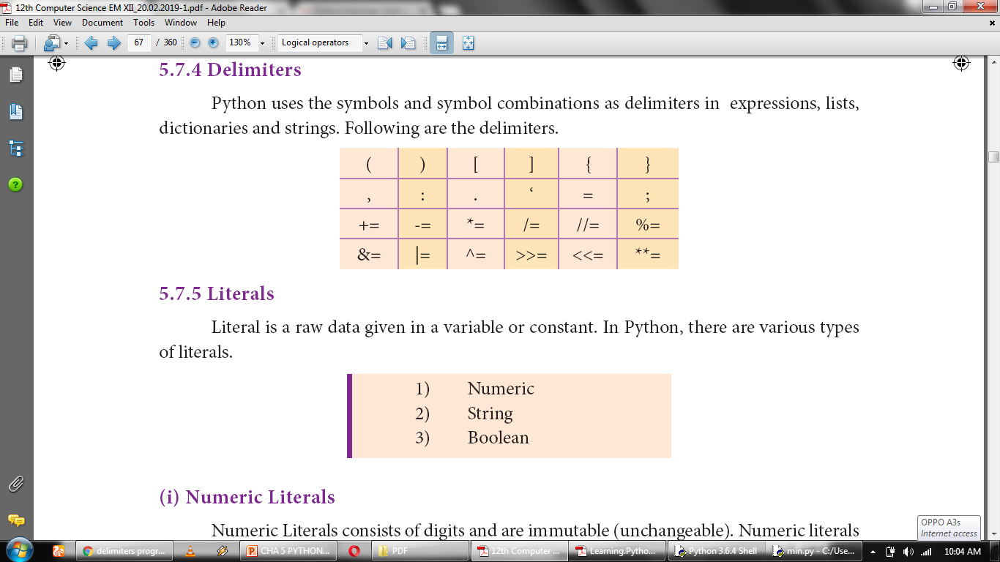 12th Computer Science EM XII_20.02.2019-1.pdf - Adobe Reader
File Edit View Document Tools Window Help
67 / 360 130% Logical operators
5.7.4 Delimiters
Python uses the symbols and symbol combinations as delimiters in expressions, lists,
dictionaries and strings. Following are the delimiters.
( ) [ ] { }
, : . ‘ = ;
+= -= *= /= //= %=
&= |= ^= >>= <<= **=
5.7.5 Literals
Literal is a raw data given in a variable or constant. In Python, there are various types
of literals.
1) Numeric
2) String
3) Boolean
(i) Numeric Literals
Numeric Literals consists of digits and are immutable (unchangeable). Numeric literals
OPPO A3s
Internet access
delimiters progr... CHA 5 PYTHON... PDF 12th Computer ... Learning.Pytho... Python 3.6.4 Shell min.py - C:/Use... 10:04 AM